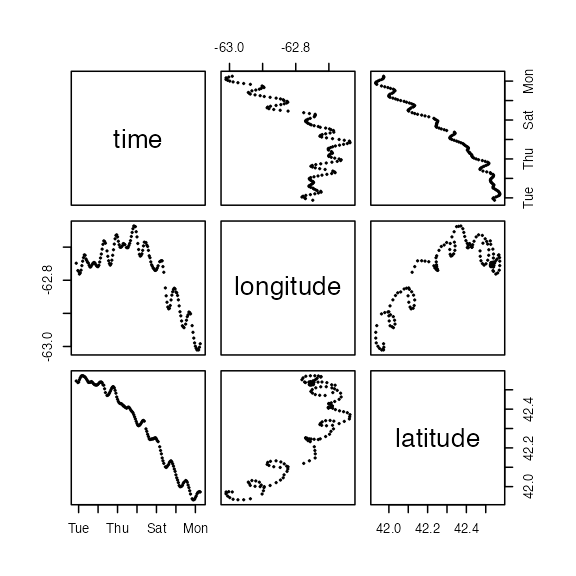 -63.0 -62.8
time
Mon
Sat
Thu
Tue
-62.8
-63.0
longitude
latitude
42.4
42.2
42.0
Tue Thu Sat Mon
42.0 42.2 42.4